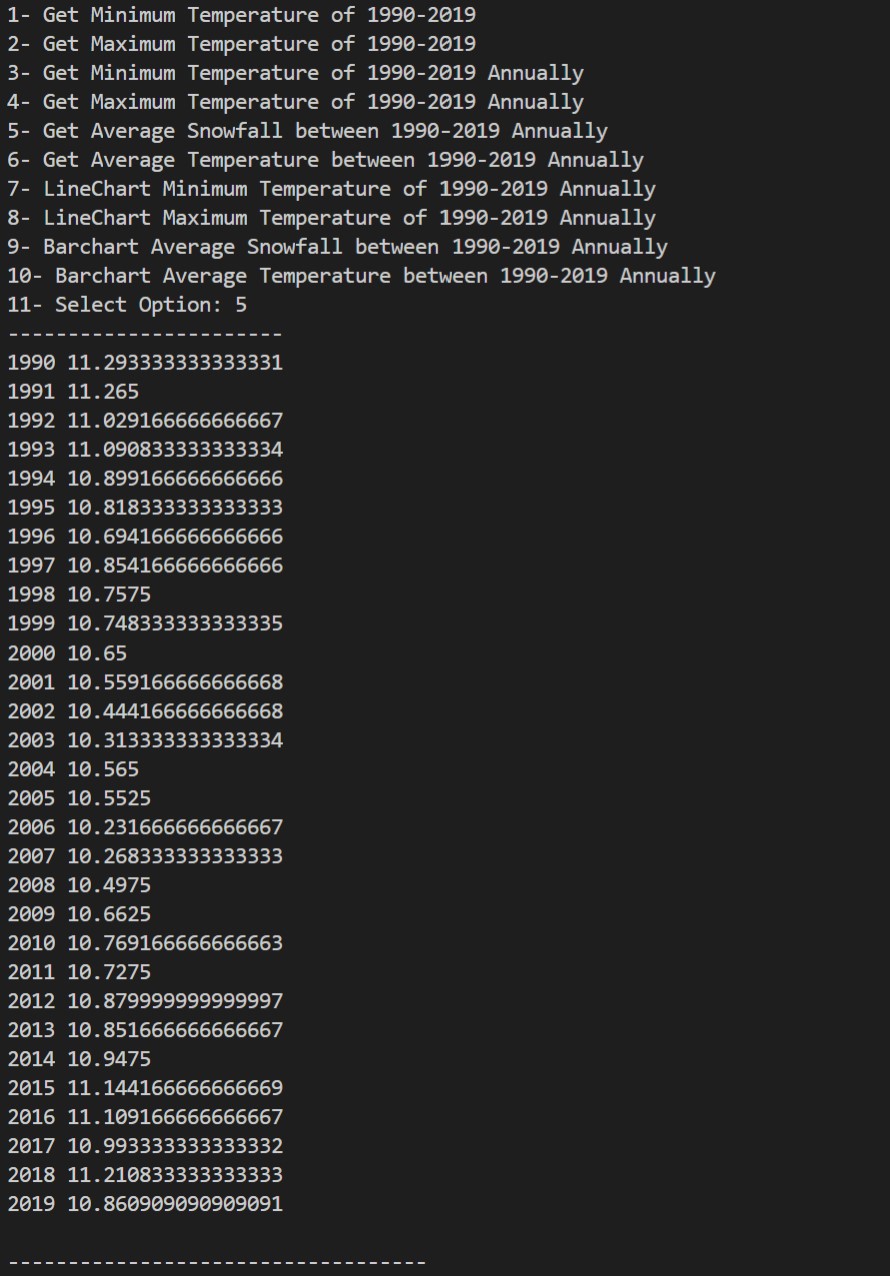 1- Get Minimum Temperature of 1990-2019
2- Get Maximum Temperature of 1990-2019
3- Get Minimum Temperature of 1990-2019 Annually
4- Get Maximum Temperature of 1990-2019 Annually
5- Get Average Snowfall between 1990-2019 Annually
6- Get Average Temperature between 1990-2019 Annually
7- LineChart Minimum Temperature of 1990-2019 Annually
8- LineChart Maximum Temperature of 1990-2019 Annually
9- Barchart Average Snowfall between 1990-2019 Annually
10- Barchart Average Temperature between 1990-2019 Annually
11- Select Option: 5
-----------------------
1990 11.293333333333331
1991 11.265
1992 11.029166666666667
1993 11.090833333333334
1994 10.899166666666666
1995 10.818333333333333
1996 10.694166666666666
1997 10.854166666666666
1998 10.7575
1999 10.748333333333335
2000 10.65
2001 10.559166666666668
2002 10.444166666666668
2003 10.313333333333334
2004 10.565
2005 10.5525
2006 10.231666666666667
2007 10.268333333333333
2008 10.4975
2009 10.6625
2010 10.769166666666663
2011 10.7275
2012 10.879999999999997
2013 10.851666666666667
2014 10.9475
2015 11.144166666666669
2016 11.109166666666667
2017 10.993333333333332
2018 11.210833333333333
2019 10.860909090909091
-----------------------------------